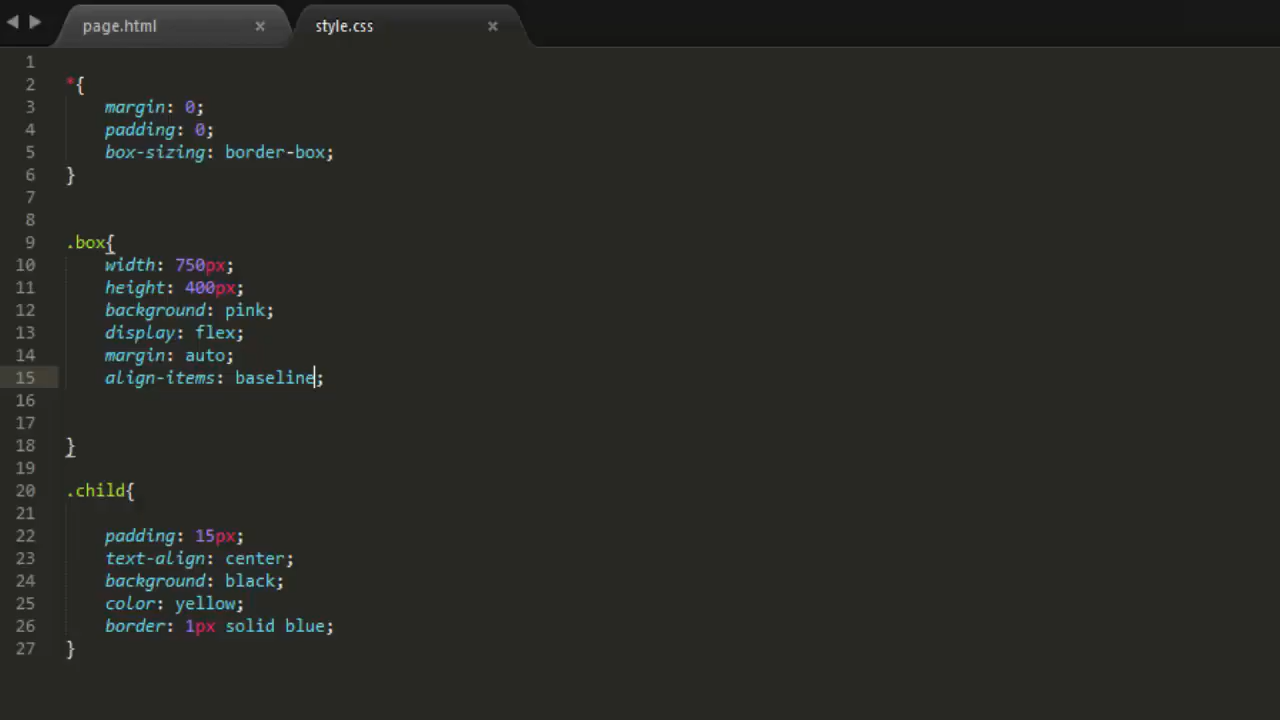 page.html × style.css ×
1
2 *{
3 margin: 0;
4 padding: 0;
5 box-sizing: border-box;
6 }
7
8
9 .box{
10 width: 750px;
11 height: 400px;
12 background: pink;
13 display: flex;
14 margin: auto;
15 align-items: baseline;
16
17
18 }
19
20 .child{
21
22 padding: 15px;
23 text-align: center;
24 background: black;
25 color: yellow;
26 border: 1px solid blue;
27 }